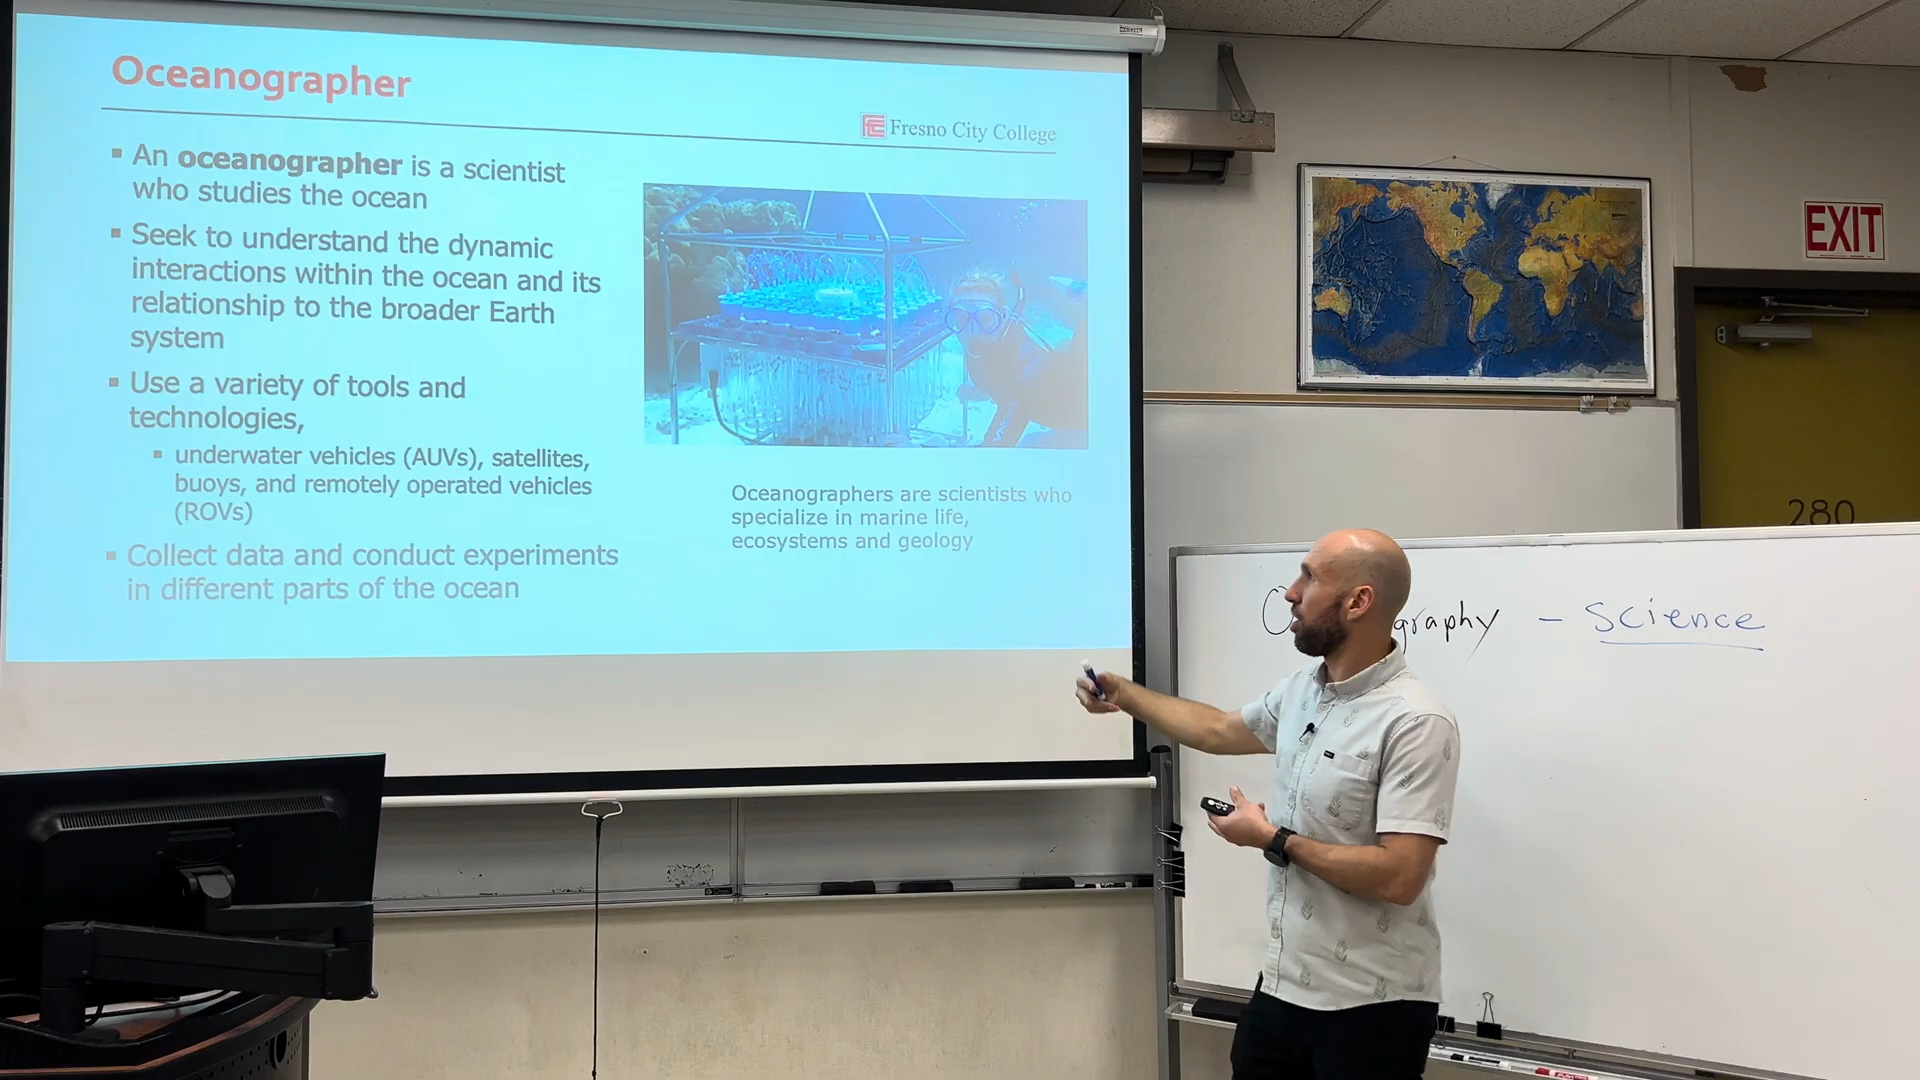 Oceanographer
Fresno City College
▪ An oceanographer is a scientist
who studies the ocean
▪ Seek to understand the dynamic
interactions within the ocean and its
relationship to the broader Earth
system
▪ Use a variety of tools and
technologies,
▪ underwater vehicles (AUVs), satellites,
buoys, and remotely operated vehicles
(ROVs)
▪ Collect data and conduct experiments
in different parts of the ocean
Oceanographers are scientists who
specialize in marine life,
ecosystems and geology
EXIT
280
graphy - Science